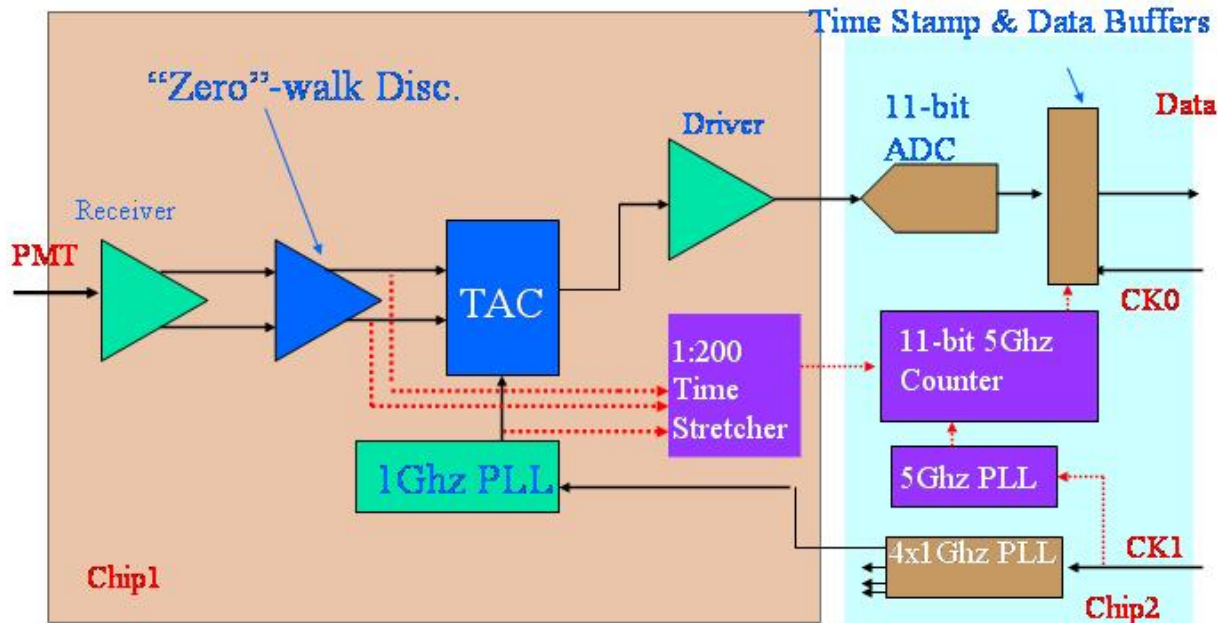 Time Stamp & Data Buffers
“Zero”-walk Disc.
11-bit
ADC
Data
Driver
Receiver
PMT
TAC
CK0
1:200
Time
Stretcher
11-bit 5Ghz
Counter
1Ghz PLL
5Ghz PLL
4x1Ghz PLL
CK1
Chip1
Chip2